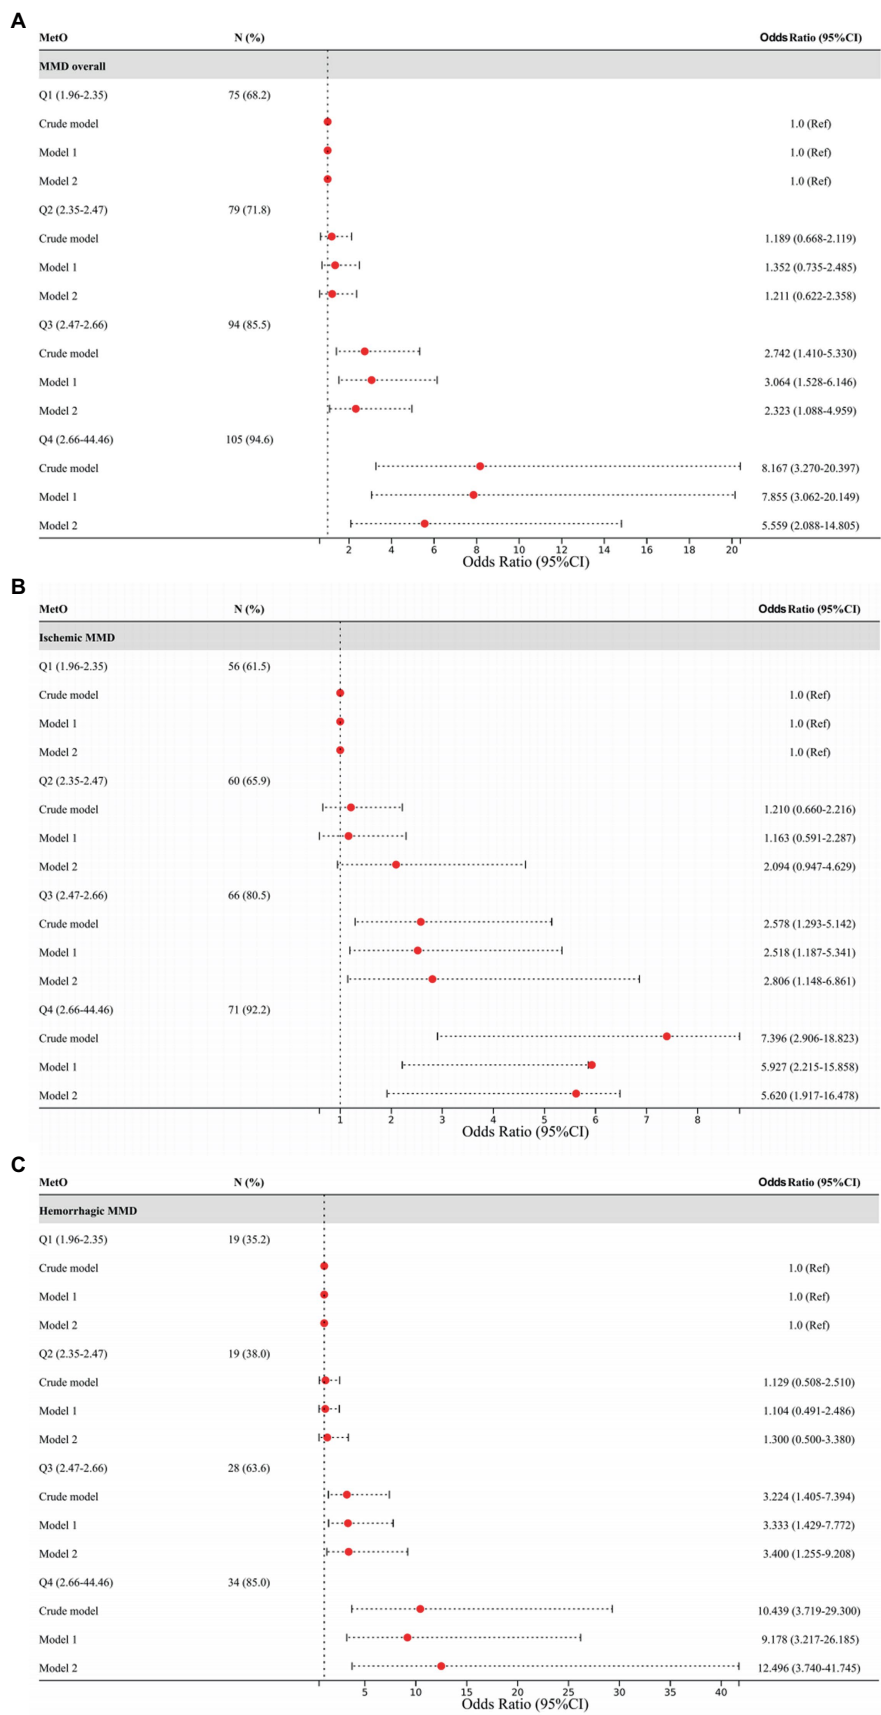 A
MetO N (%) Odds Ratio (95%CI)
MMD overall
Q1 (1.96-2.35) 75 (68.2)
Crude model 1.0 (Ref)
Model 1 1.0 (Ref)
Model 2 1.0 (Ref)
Q2 (2.35-2.47) 79 (71.8)
Crude model 1.189 (0.668-2.119)
Model 1 1.352 (0.735-2.485)
Model 2 1.211 (0.622-2.358)
Q3 (2.47-2.66) 94 (85.5)
Crude model 2.742 (1.410-5.330)
Model 1 3.064 (1.528-6.146)
Model 2 2.323 (1.088-4.959)
Q4 (2.66-44.46) 105 (94.6)
Crude model 8.167 (3.270-20.397)
Model 1 7.855 (3.062-20.149)
Model 2 5.559 (2.088-14.805)
2 4 6 8 10 12 14 16 18 20
Odds Ratio (95%CI)
B
MetO N (%) Odds Ratio (95%CI)
Ischemic MMD
Q1 (1.96-2.35) 56 (61.5)
Crude model 1.0 (Ref)
Model 1 1.0 (Ref)
Model 2 1.0 (Ref)
Q2 (2.35-2.47) 60 (65.9)
Crude model 1.210 (0.660-2.216)
Model 1 1.163 (0.591-2.287)
Model 2 2.094 (0.947-4.629)
Q3 (2.47-2.66) 66 (80.5)
Crude model 2.578 (1.293-5.142)
Model 1 2.518 (1.187-5.341)
Model 2 2.806 (1.148-6.861)
Q4 (2.66-44.46) 71 (92.2)
Crude model 7.396 (2.906-18.823)
Model 1 5.927 (2.215-15.858)
Model 2 5.620 (1.917-16.478)
1 2 3 4 5 6 7 8
Odds Ratio (95%CI)
C
MetO N (%) Odds Ratio (95%CI)
Hemorrhagic MMD
Q1 (1.96-2.35) 19 (35.2)
Crude model 1.0 (Ref)
Model 1 1.0 (Ref)
Model 2 1.0 (Ref)
Q2 (2.35-2.47) 19 (38.0)
Crude model 1.129 (0.508-2.510)
Model 1 1.104 (0.491-2.486)
Model 2 1.300 (0.500-3.380)
Q3 (2.47-2.66) 28 (63.6)
Crude model 3.224 (1.405-7.394)
Model 1 3.333 (1.429-7.772)
Model 2 3.400 (1.255-9.208)
Q4 (2.66-44.46) 34 (85.0)
Crude model 10.439 (3.719-29.300)
Model 1 9.178 (3.217-26.185)
Model 2 12.496 (3.740-41.745)
5 10 15 20 25 30 35 40
Odds Ratio (95%CI)